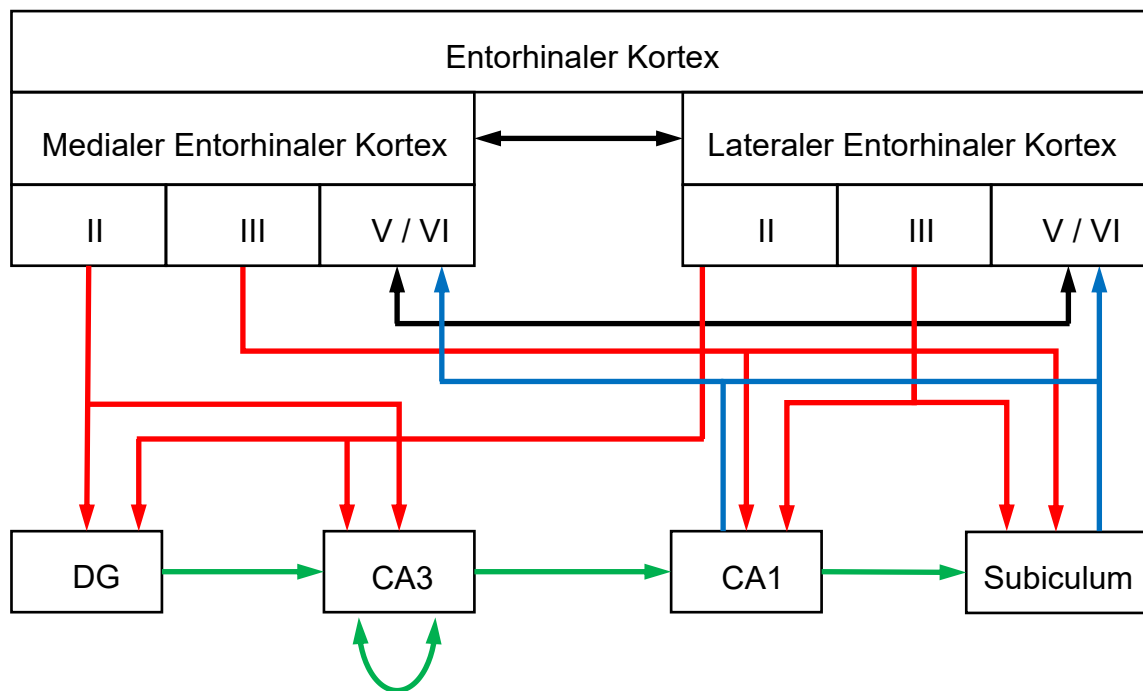 Entorhinaler Kortex
Medialer Entorhinaler Kortex
Lateraler Entorhinaler Kortex
II
III
V / VI
II
III
V / VI
DG
CA3
CA1
Subiculum